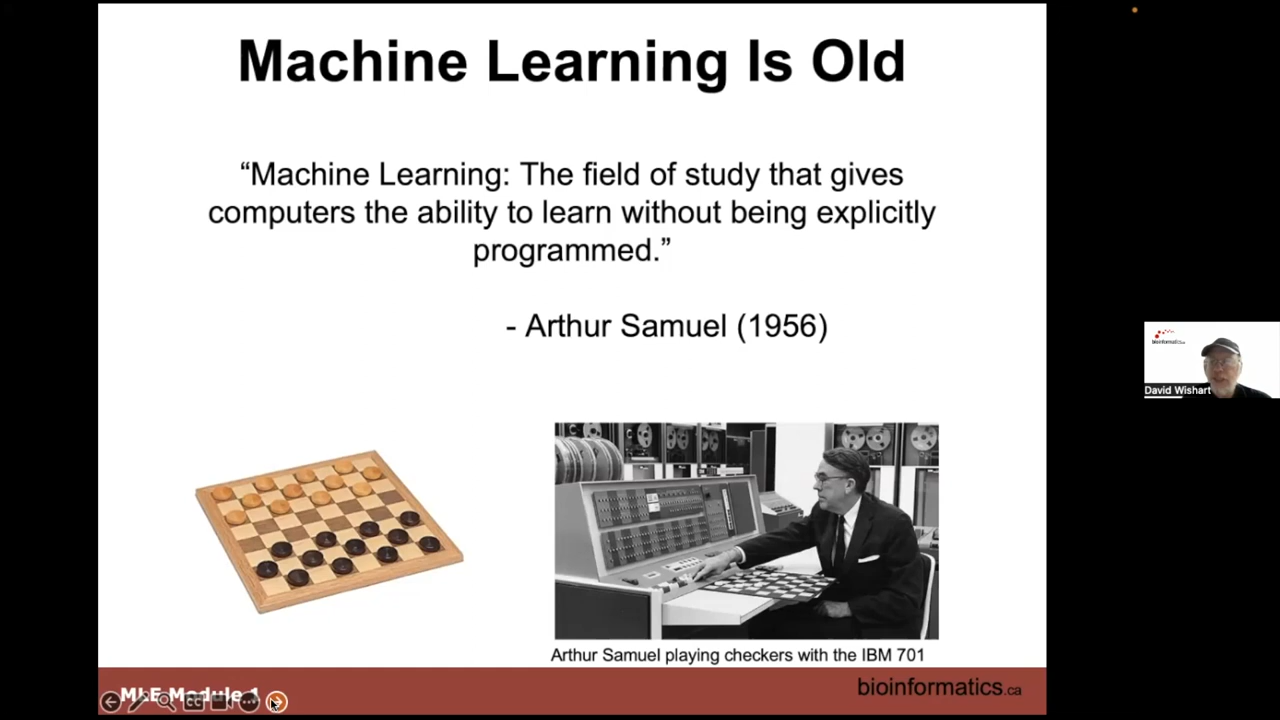 Machine Learning Is Old
“Machine Learning: The field of study that gives
computers the ability to learn without being explicitly
programmed.”
- Arthur Samuel (1956)
Arthur Samuel playing checkers with the IBM 701
MLE Module 1
bioinformatics.ca
bioinformatics.ca
David Wishart